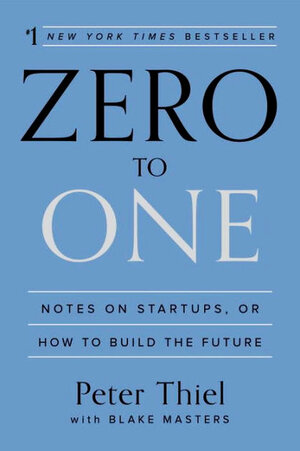 #1 NEW YORK TIMES BESTSELLER
ZERO
TO
ONE
NOTES ON STARTUPS, OR
HOW TO BUILD THE FUTURE
Peter Thiel
with BLAKE MASTERS